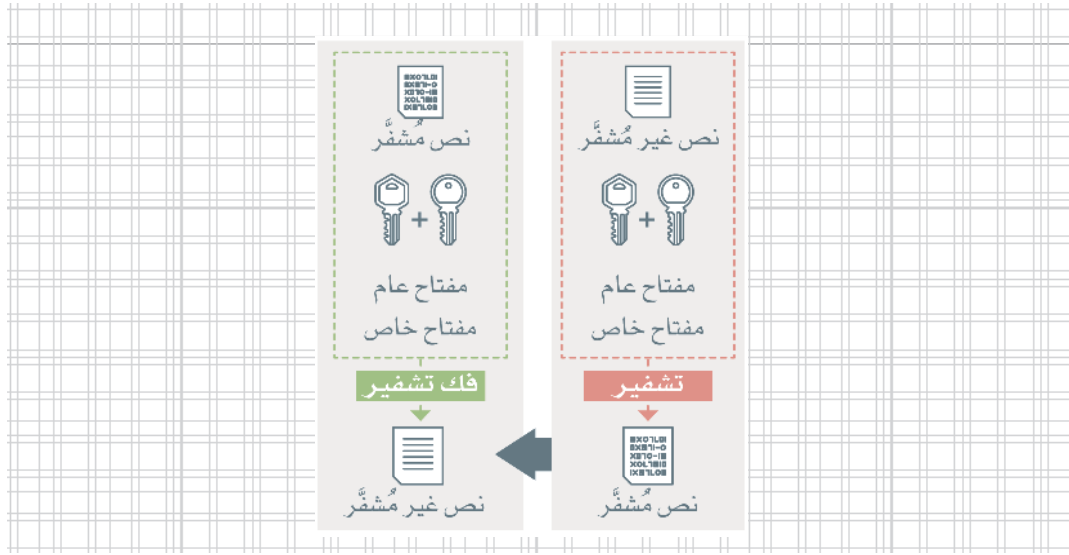 نص غير مُشفَّر
+
مفتاح عام
مفتاح خاص
تشفير
نص مُشفَّر
نص مُشفَّر
+
مفتاح عام
مفتاح خاص
فك تشفير
نص غير مُشفَّر